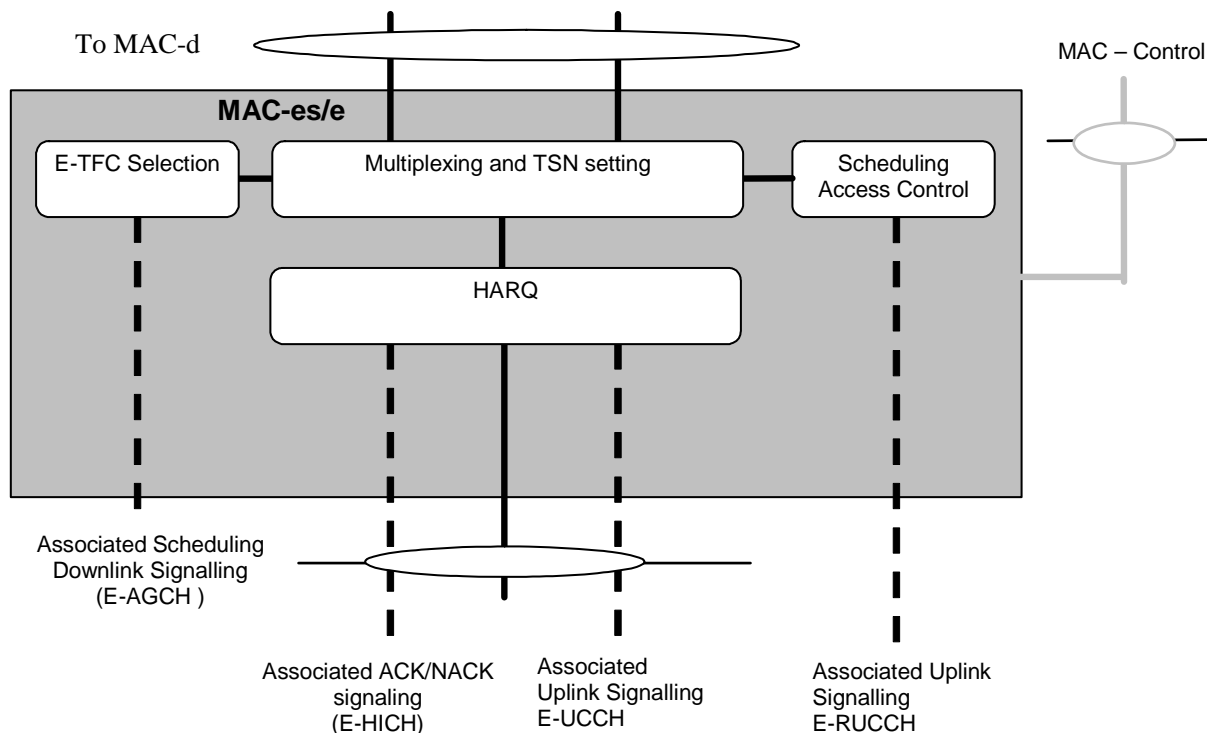 To MAC-d
MAC – Control
MAC-es/e
E-TFC Selection
Multiplexing and TSN setting
Scheduling
Access Control
HARQ
Associated Scheduling
Downlink Signalling
(E-AGCH )
Associated ACK/NACK
signaling
(E-HICH)
Associated
Uplink Signalling
E-UCCH
Associated Uplink
Signalling
E-RUCCH